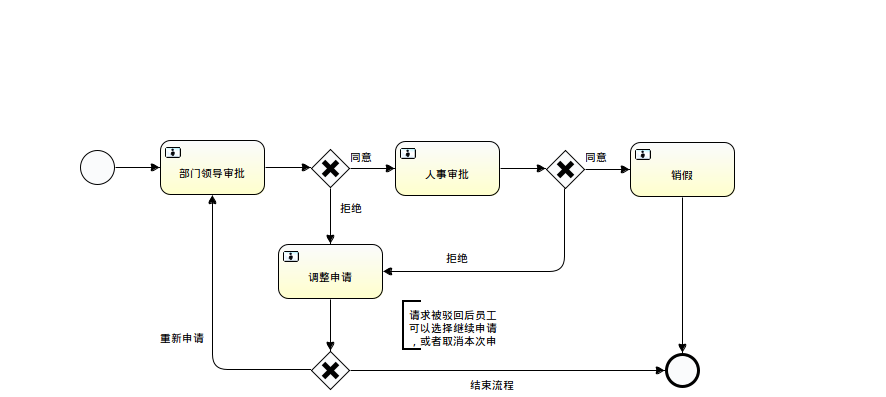 同意
同意
部门领导审批
人事审批
销假
拒绝
拒绝
调整申请
请求被驳回后员工
可以选择继续申请
，或者取消本次申
重新申请
结束流程